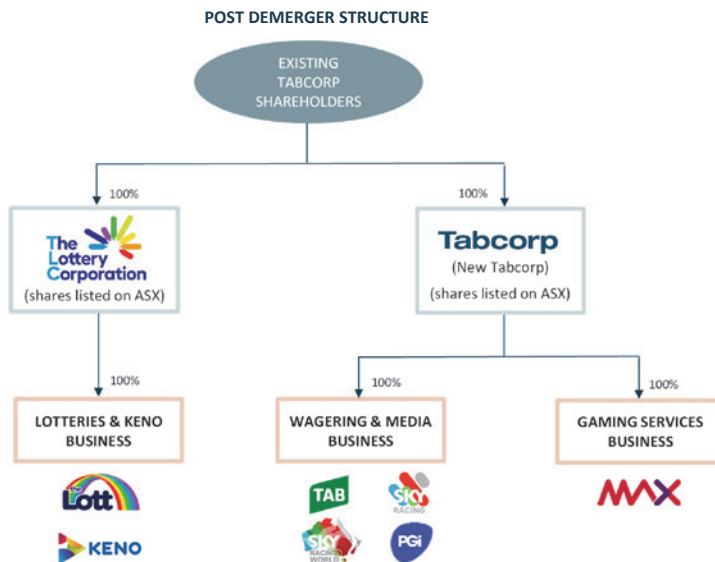 POST DEMERGER STRUCTURE
EXISTING
TABCORP
SHAREHOLDERS
100%
100%
The
Lottery
Corporation
(shares listed on ASX)
Tabcorp
(New Tabcorp)
(shares listed on ASX)
100%
100%
100%
LOTTERIES & KENO
BUSINESS
WAGERING & MEDIA
BUSINESS
GAMING SERVICES
BUSINESS
the
Lott
KENO
TAB
SKY
RACING
SKY
RACING
WORLD
PGi
MAX